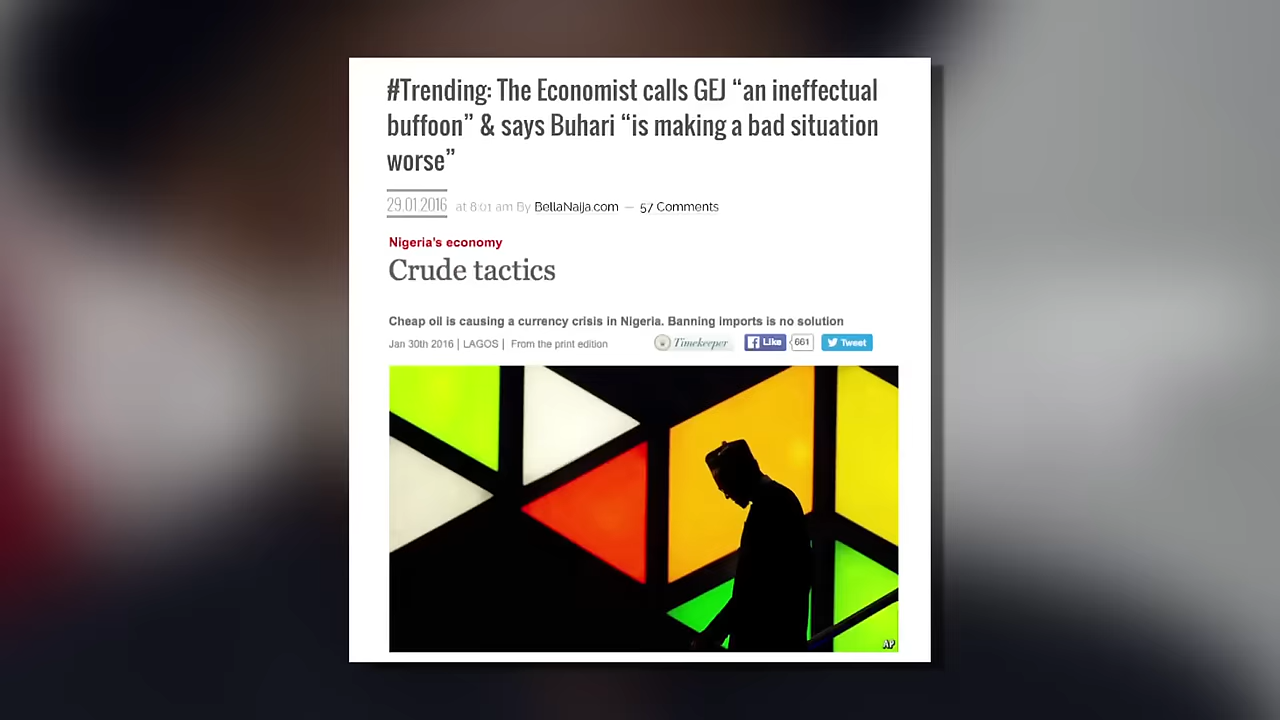 #Trending: The Economist calls GEJ “an ineffectual
buffoon” & says Buhari “is making a bad situation
worse”
29.01.2016 at 8:01 am By BellaNaija.com — 57 Comments
Nigeria's economy
Crude tactics
Cheap oil is causing a currency crisis in Nigeria. Banning imports is no solution
Jan 30th 2016 | LAGOS | From the print edition Timekeeper Like 661 Tweet
AP